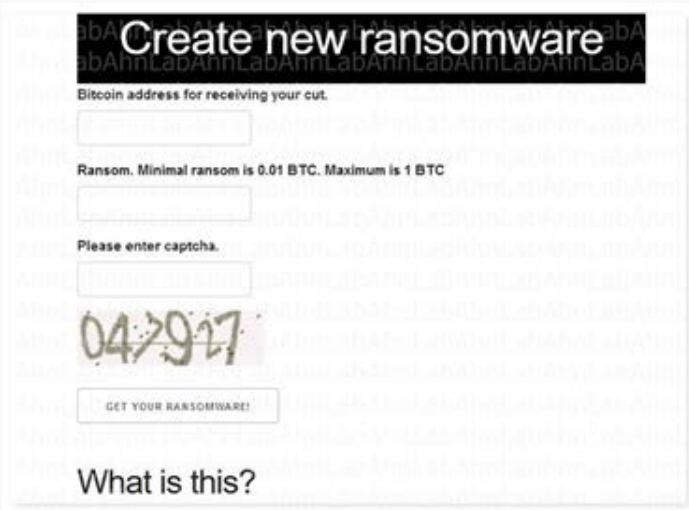 Create new ransomware
Bitcoin address for receiving your cut.
Ransom. Minimal ransom is 0.01 BTC. Maximum is 1 BTC
Please enter captcha.
GET YOUR RANSOMWARE!
What is this?